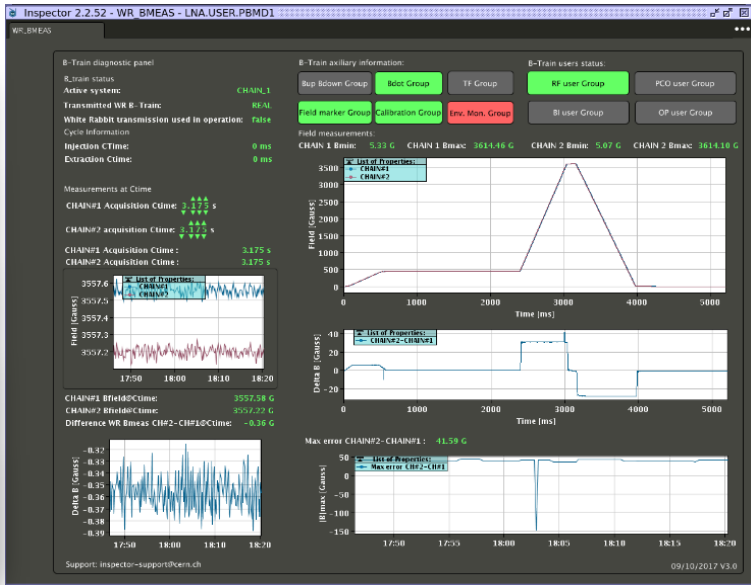 Inspector 2.2.52 - WR_BMEAS - LNA.USER.PBMD1
WR_BMEAS
B-Train diagnostic panel
B_train status
Active system: CHAIN_1
Transmitted WR B-Train: REAL
White Rabbit transmission used in operation: false
Cycle Information
Injection CTime: 0 ms
Extraction Ctime: 0 ms
Measurements at Ctime
CHAIN#1 Acquisition Ctime: 3.175 s
CHAIN#2 acquisition Ctime: 3.175 s
CHAIN#1 Acquisition Ctime : 3.175 s
CHAIN#2 Acquisition Ctime : 3.175 s
List of Properties:
CHAIN#1
CHAIN#2
Field [Gauss]
3557.6
3557.5
3557.4
3557.3
3557.2
17:50 18:00 18:10 18:20
CHAIN#1 Bfield@Ctime: 3557.58 G
CHAIN#2 Bfield@Ctime: 3557.22 G
Difference WR Bmeas CH#2-CH#1@Ctime: -0.36 G
Delta B [Gauss]
-0.32
-0.33
-0.34
-0.35
-0.36
-0.37
-0.38
-0.39
17:50 18:00 18:10 18:20
Support: inspector-support@cern.ch
B-Train axiliary information:
Bup Bdown Group Bdot Group TF Group
Field marker Group Calibration Group Env. Mon. Group
B-Train users status:
RF user Group PCO user Group
BI user Group OP user Group
Field measurements:
CHAIN 1 Bmin: 5.33 G CHAIN 1 Bmax: 3614.46 G CHAIN 2 Bmin: 5.07 G CHAIN 2 Bmax: 3614.10 G
List of Properties:
CHAIN#1
CHAIN#2
Field [Gauss]
3500
3000
2500
2000
1500
1000
500
0
0 1000 2000 3000 4000 5000
Time [ms]
List of Properties:
CHAIN#2-CHAIN#1
Delta B [Gauss]
40
20
0
-20
0 1000 2000 3000 4000 5000
Time [ms]
Max error CHAIN#2-CHAIN#1 : 41.59 G
List of Properties:
Max error CH#2-CH#1
|B|max [Gauss]
50
0
-50
-100
-150
17:50 17:55 18:00 18:05 18:10 18:15 18:20
09/10/2017 V3.0